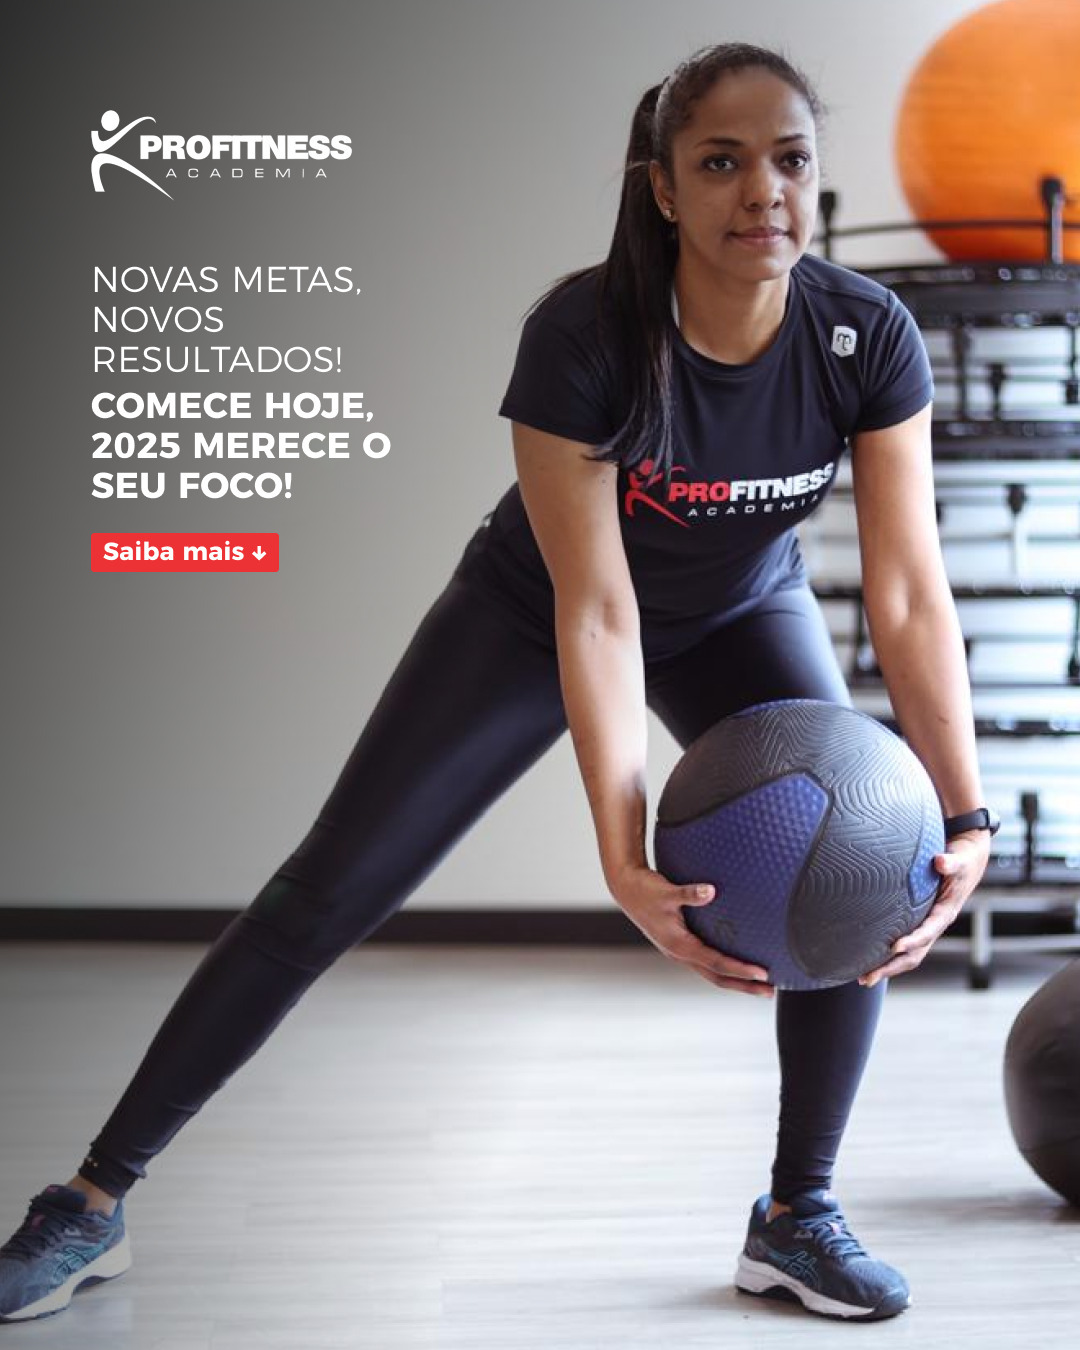 PROFITNESS
ACADEMIA
NOVAS METAS,
NOVOS
RESULTADOS!
COMECE HOJE,
2025 MERECE O
SEU FOCO!
Saiba mais ↓
PROFITNESS
ACADEMIA